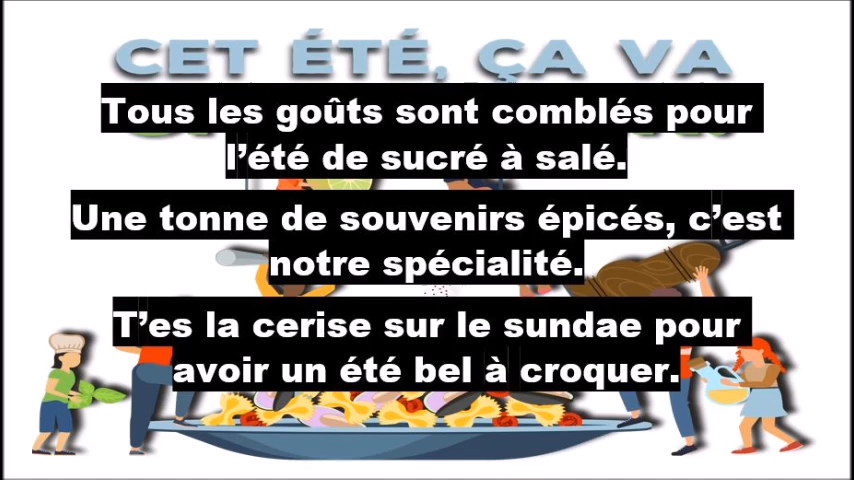 CET ÉTÉ, ÇA VA
Tous les goûts sont comblés pour
l’été de sucré à salé.
Une tonne de souvenirs épicés, c’est
notre spécialité.
T’es la cerise sur le sundae pour
avoir un été bel à croquer.